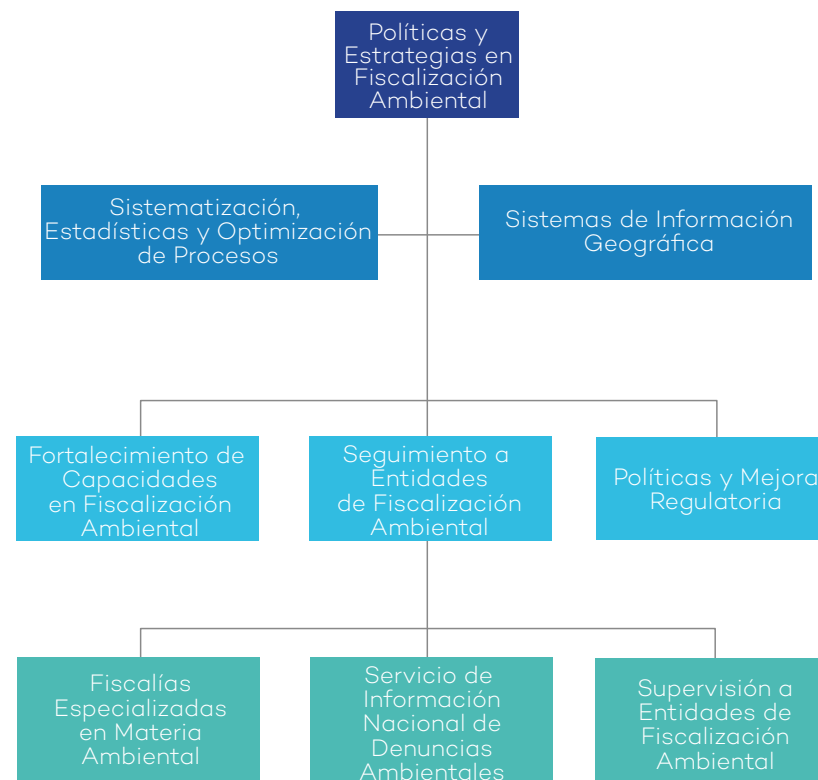 Políticas y
Estrategias en
Fiscalización
Ambiental
Sistematización,
Estadísticas y Optimización
de Procesos
Sistemas de Información
Geográfica
Fortalecimiento de
Capacidades
en Fiscalización
Ambiental
Seguimiento a
Entidades
de Fiscalización
Ambiental
Políticas y Mejora
Regulatoria
Fiscalías
Especializadas
en Materia
Ambiental
Servicio de
Información
Nacional de
Denuncias
Ambientales
Supervisión a
Entidades de
Fiscalización
Ambiental